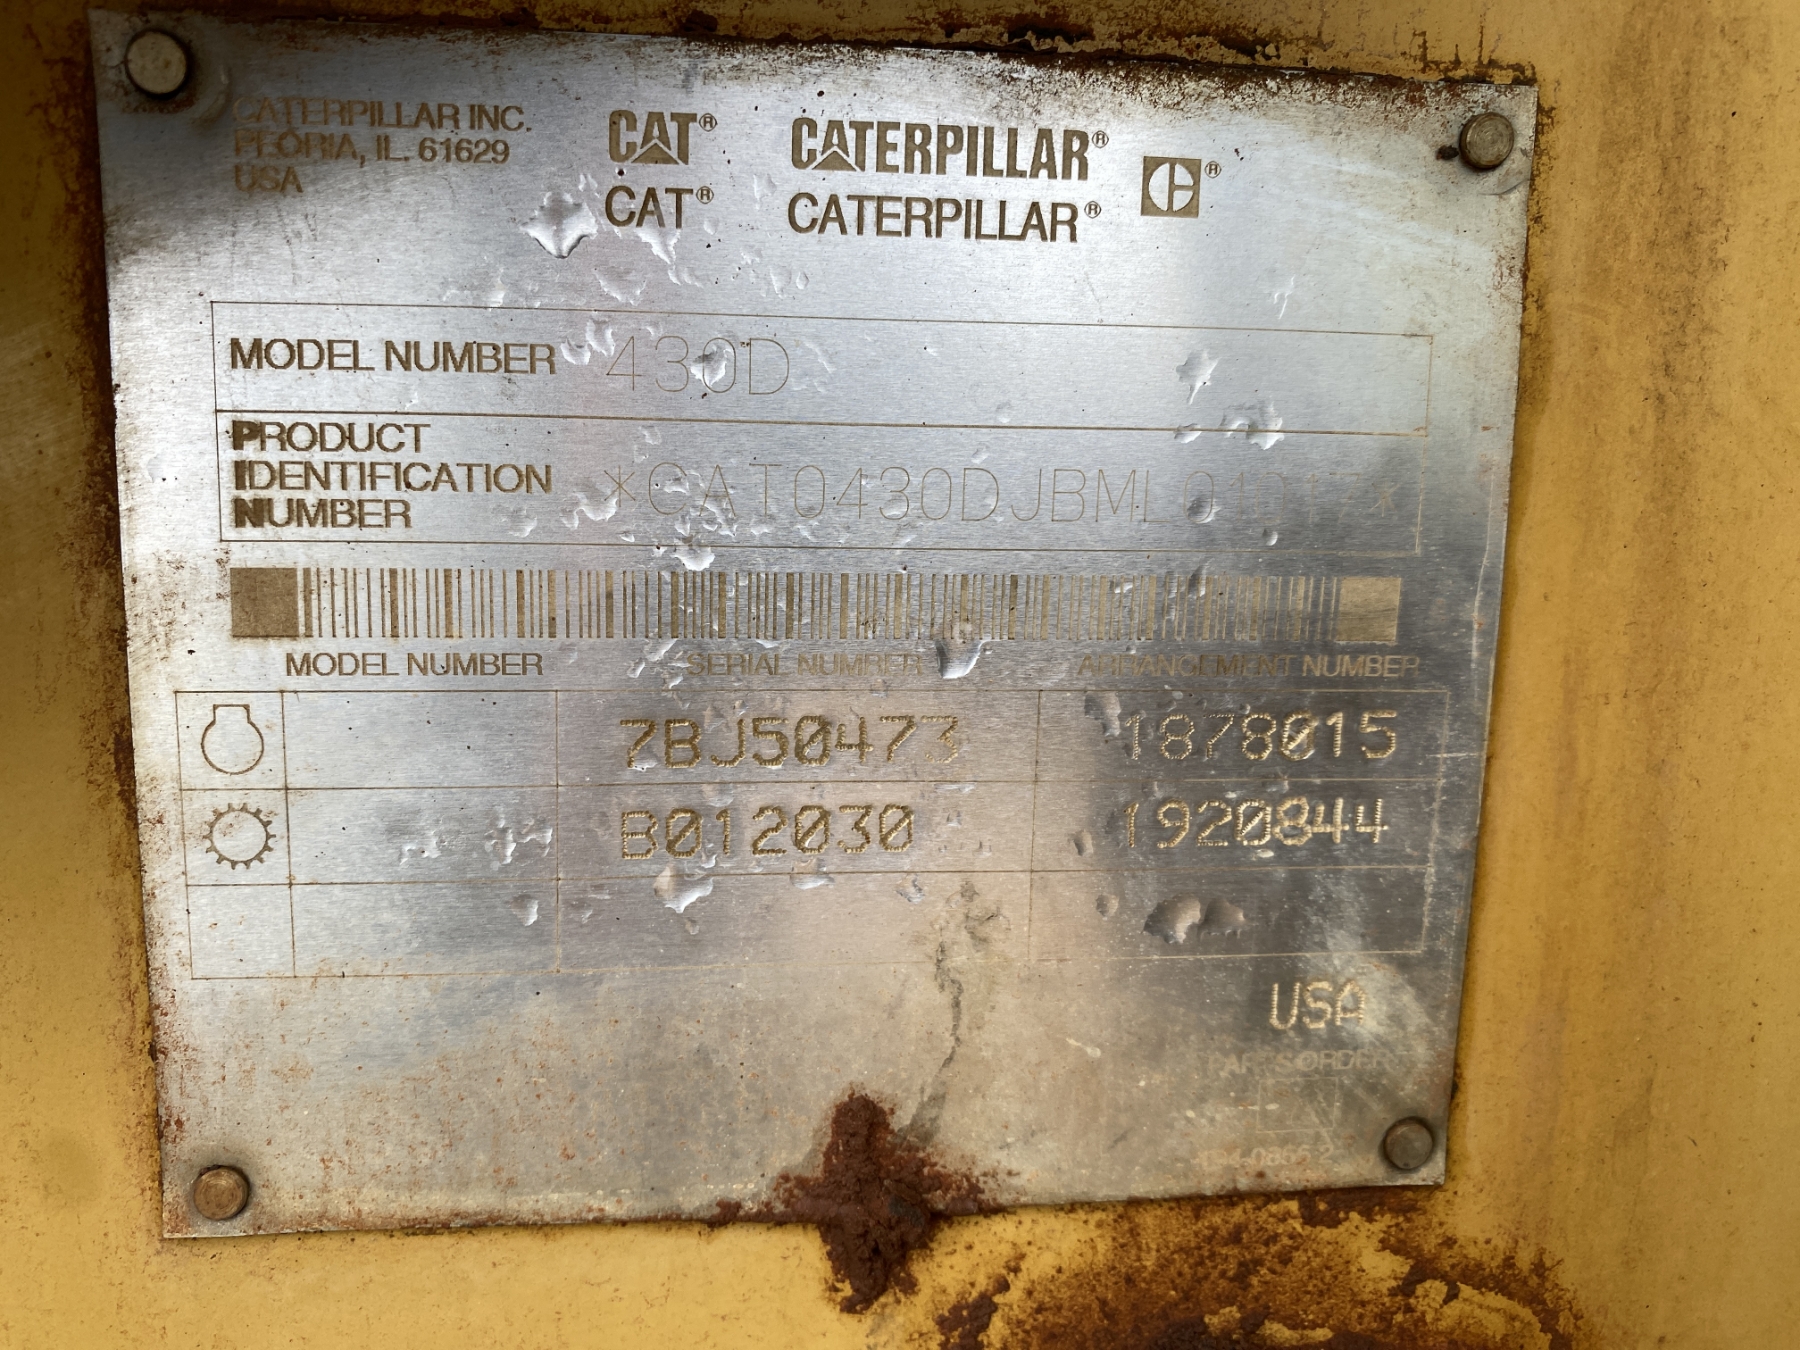 CATERPILLAR INC.
PEORIA, IL. 61629
USA
CAT® CATERPILLAR®
CAT® CATERPILLAR® ®
MODEL NUMBER 430D
PRODUCT
IDENTIFICATION
NUMBER
MODEL NUMBER SERIAL NUMBER ARRANGEMENT NUMBER
7BJ50473 1878015
B012030 1920844
USA
PARTS ORDER